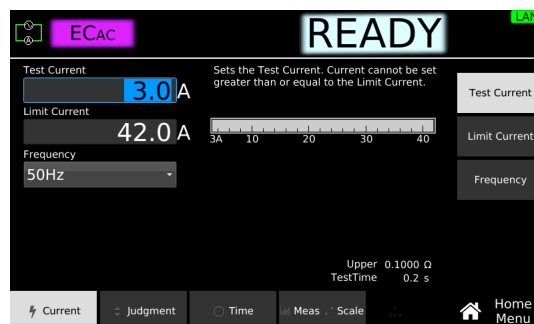 ECAC
READY
LAN
Test Current
3.0 A
Sets the Test Current. Current cannot be set
greater than or equal to the Limit Current.
Limit Current
42.0 A
3A 10 20 30 40
Frequency
50Hz
Test Current
Limit Current
Frequency
Upper 0.1000 Ω
TestTime 0.2 s
Current
Judgment
Time
Meas
Scale
Home
Menu